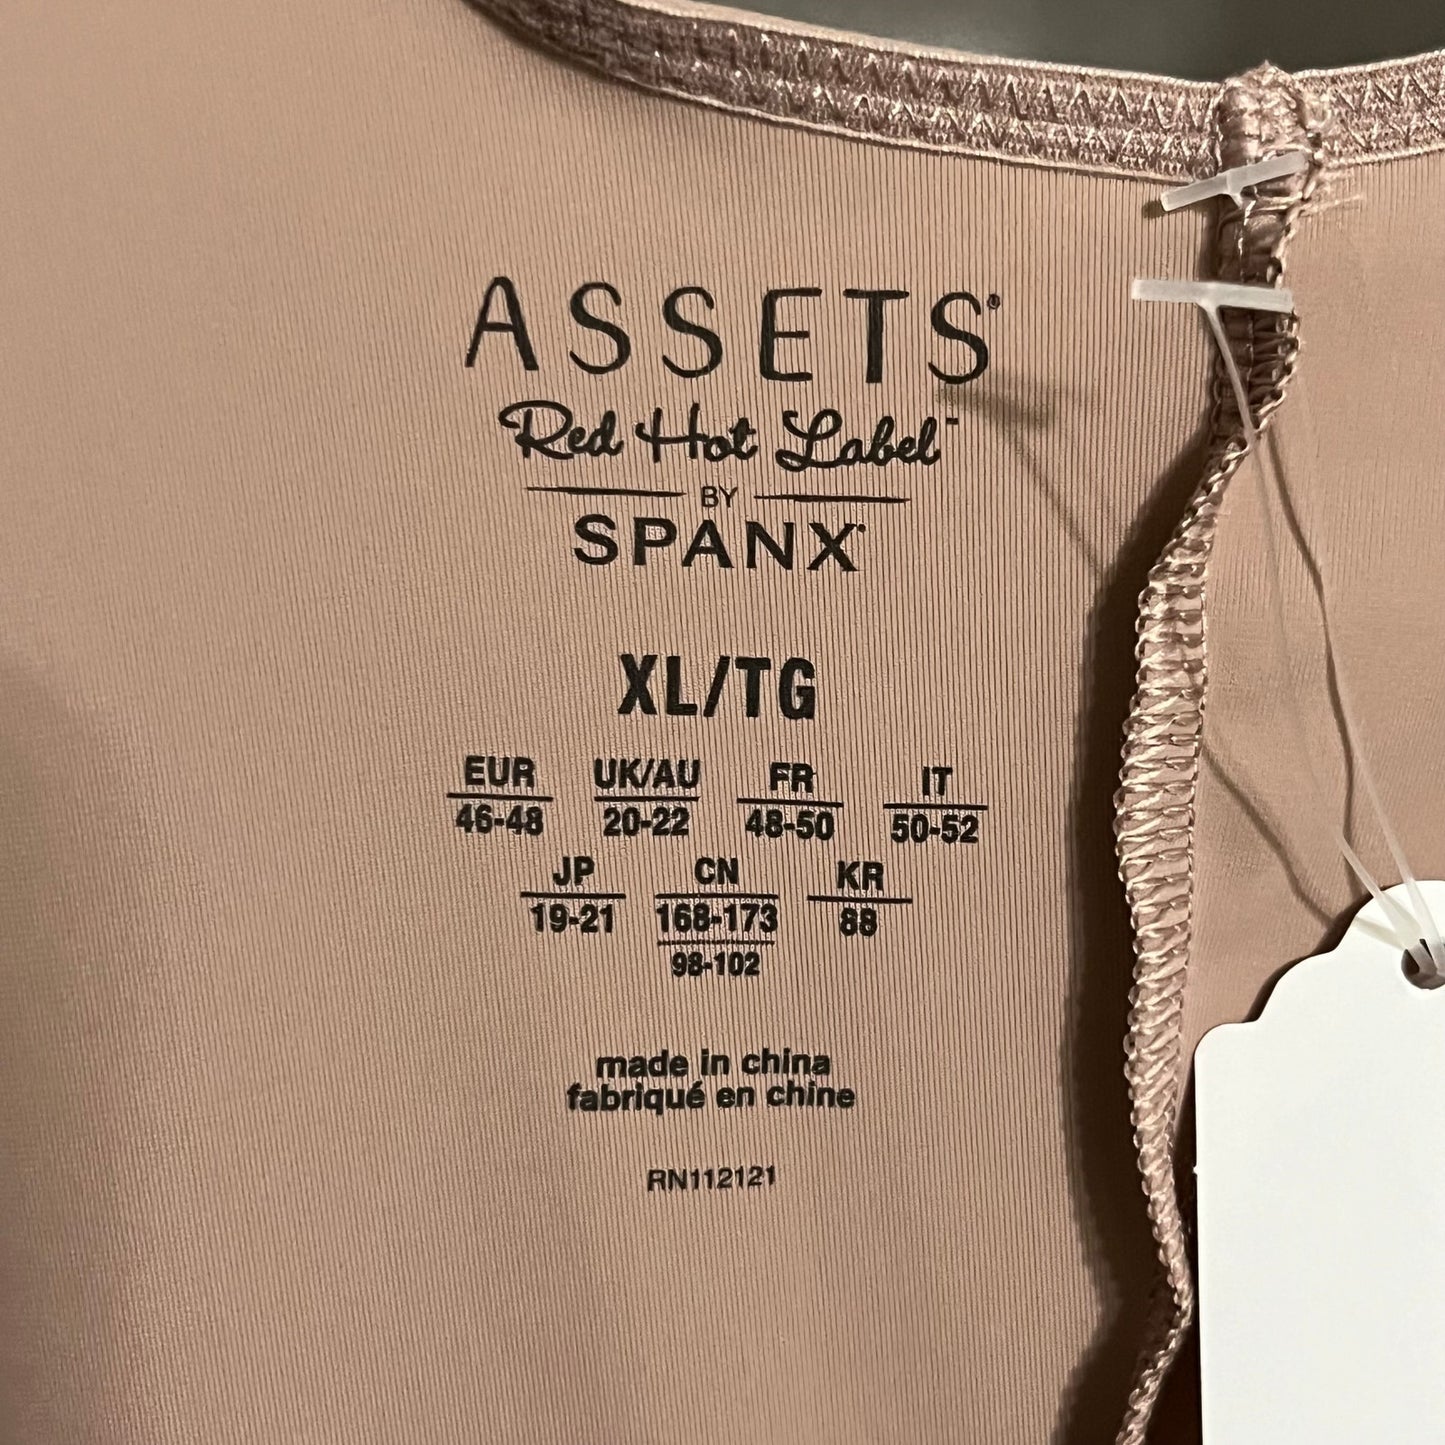 ASSETS®
Red Hot Label™
BY
SPANX®
XL/TG
EUR UK/AU FR IT
46-48 20-22 48-50 50-52
JP CN KR
19-21 168-173 88
98-102
made in china
fabriqué en chine
RN112121